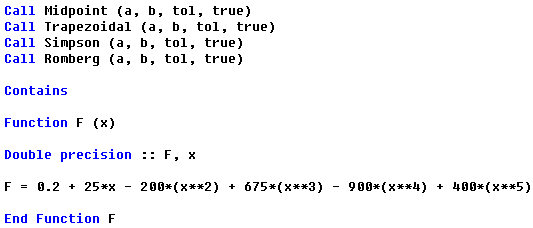 Call Midpoint (a, b, tol, true)
Call Trapezoidal (a, b, tol, true)
Call Simpson (a, b, tol, true)
Call Romberg (a, b, tol, true)
Contains
Function F (x)
Double precision :: F, x
F = 0.2 + 25*x - 200*(x**2) + 675*(x**3) - 900*(x**4) + 400*(x**5)
End Function F